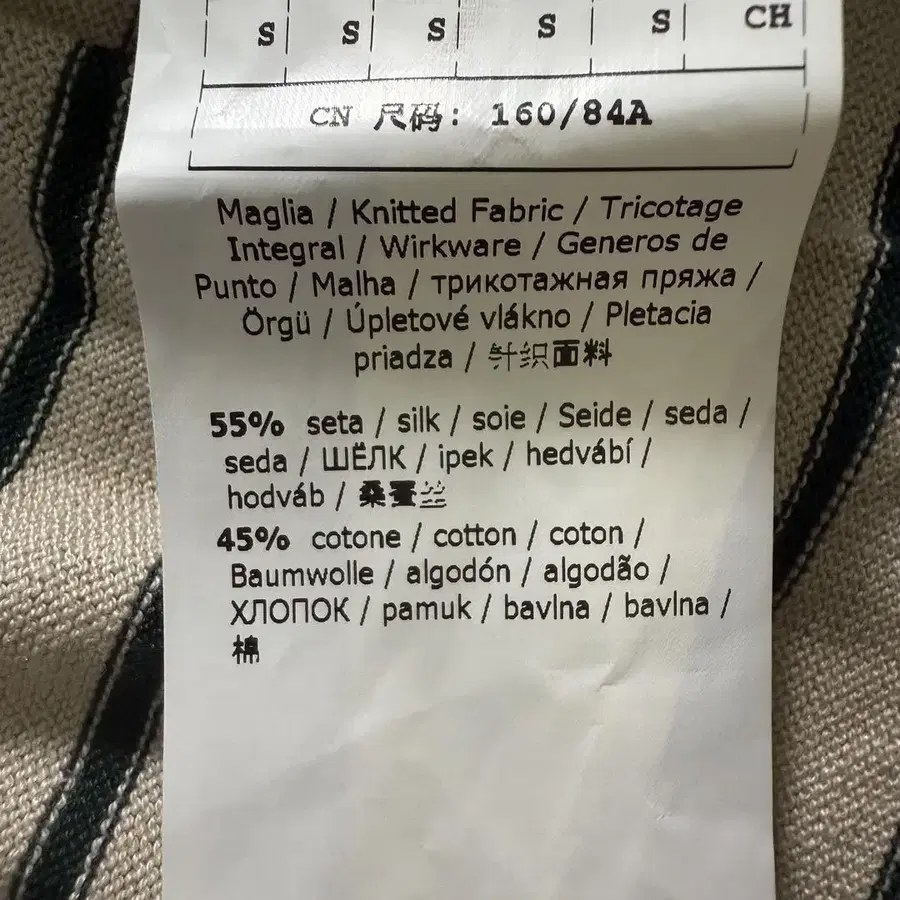 S S S S S CH
CN 尺码: 160/84A
Maglia / Knitted Fabric / Tricotage
Integral / Wirkware / Generos de
Punto / Malha / трикотажная пряжа /
Örgü / Úpletové vlákno / Pletacia
priadza / 针织面料
55% seta / silk / soie / Seide / seda /
seda / ШЁЛК / ipek / hedvábí /
hodváb / 桑蚕丝
45% cotone / cotton / coton /
Baumwolle / algodón / algodão /
ХЛОПОК / pamuk / bavlna / bavlna /
棉